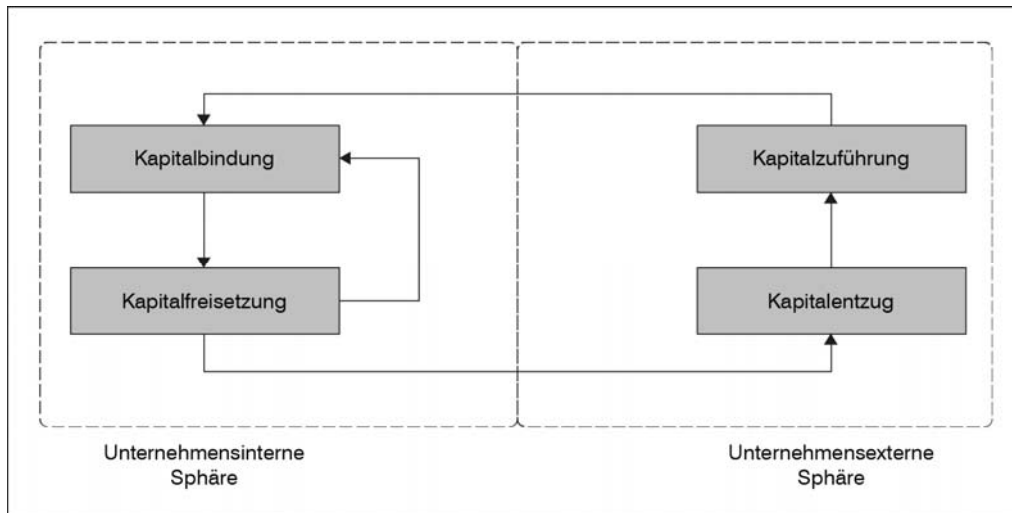 Kapitalbindung
Kapitalzuführung
Kapitalfreisetzung
Kapitalentzug
Unternehmensinterne
Sphäre
Unternehmensexterne
Sphäre